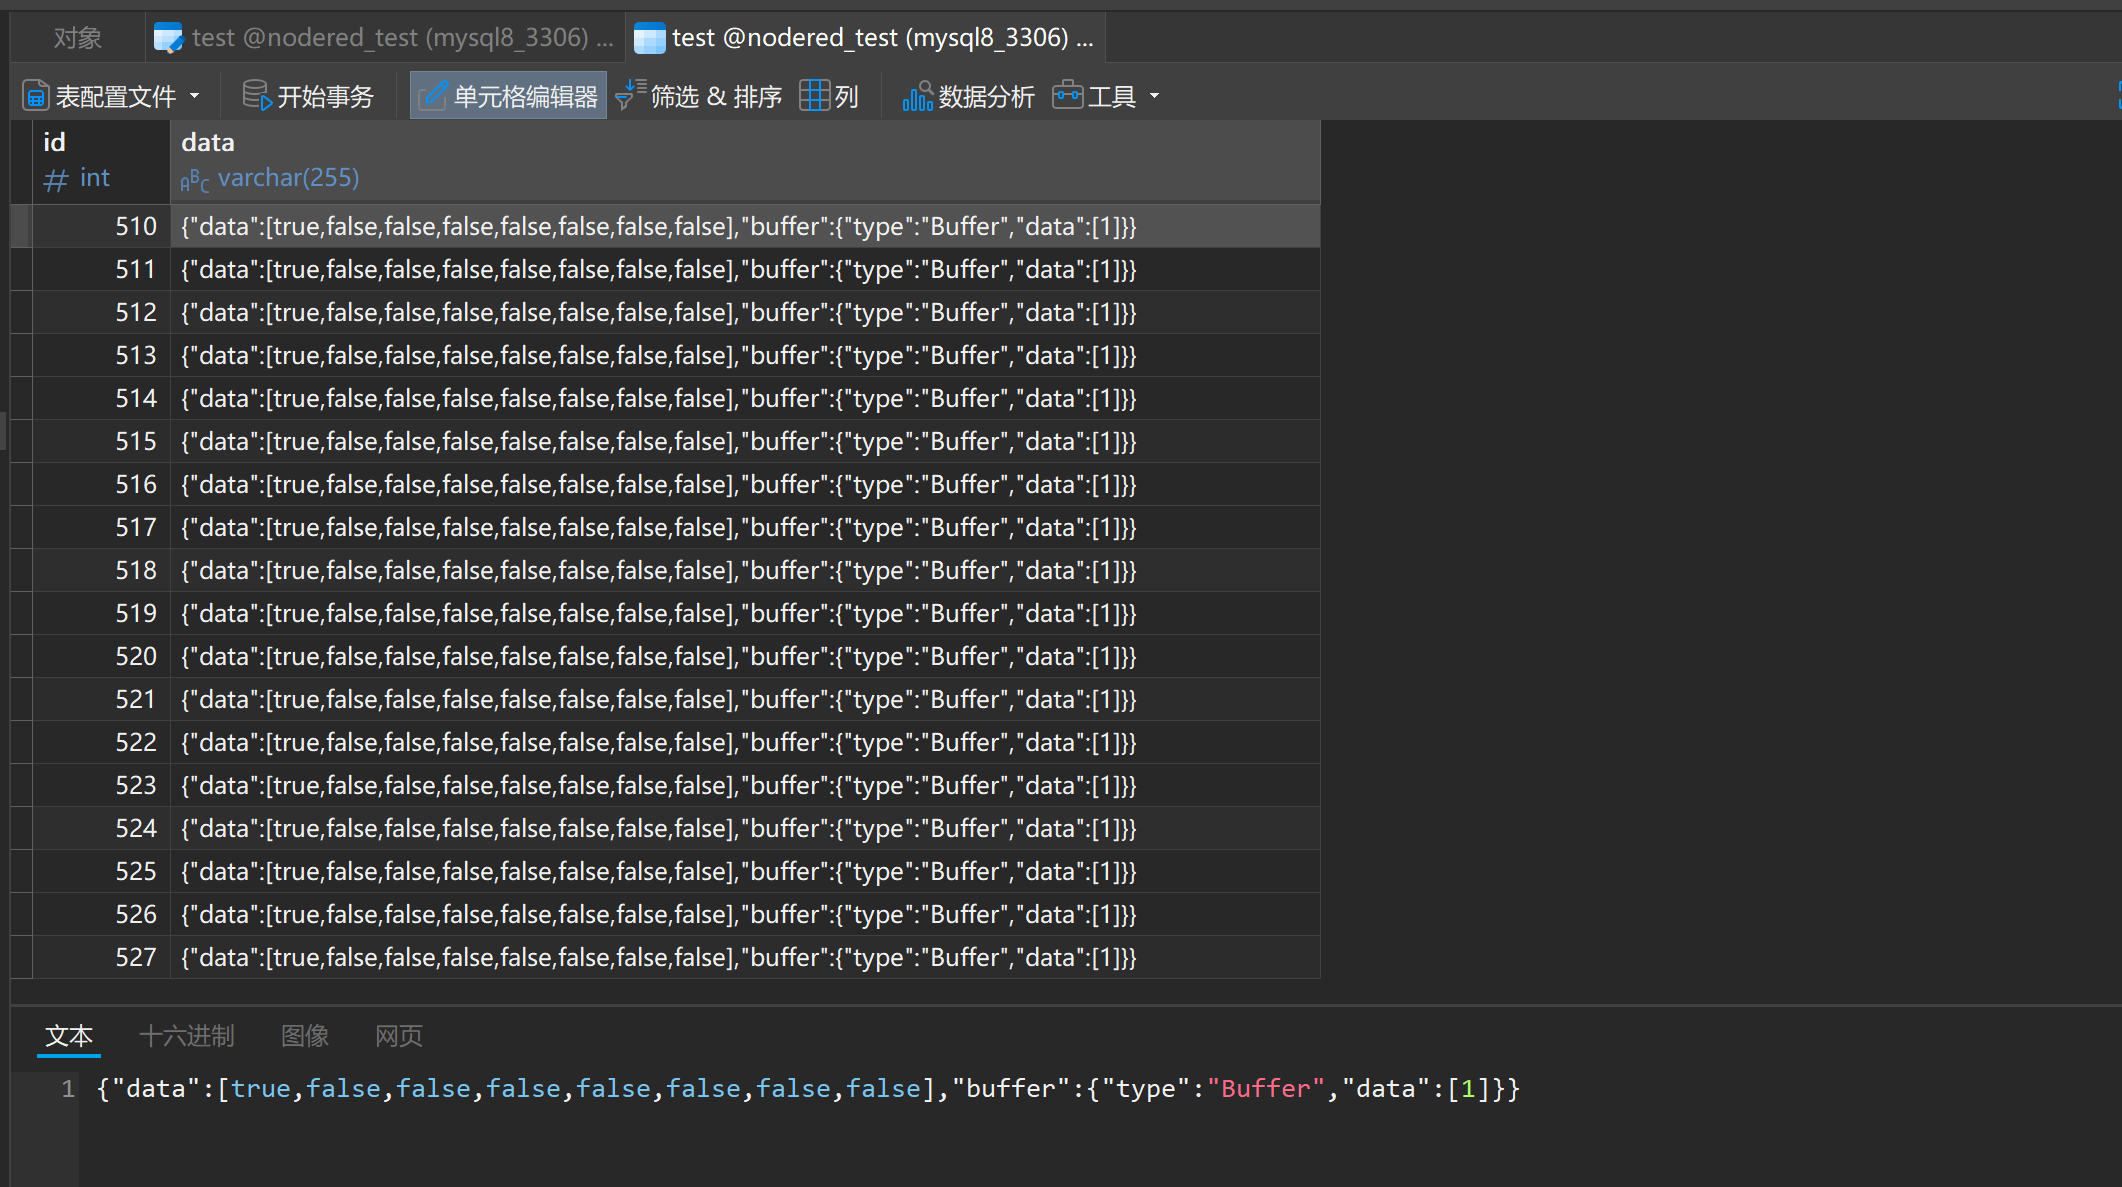 对象 test @nodered_test (mysql8_3306) ... test @nodered_test (mysql8_3306) ...
表配置文件 开始事务 单元格编辑器 筛选 & 排序 列 数据分析 工具
id data
# int ABC varchar(255)
510 {"data":[true,false,false,false,false,false,false,false],"buffer":{"type":"Buffer","data":[1]}}
511 {"data":[true,false,false,false,false,false,false,false],"buffer":{"type":"Buffer","data":[1]}}
512 {"data":[true,false,false,false,false,false,false,false],"buffer":{"type":"Buffer","data":[1]}}
513 {"data":[true,false,false,false,false,false,false,false],"buffer":{"type":"Buffer","data":[1]}}
514 {"data":[true,false,false,false,false,false,false,false],"buffer":{"type":"Buffer","data":[1]}}
515 {"data":[true,false,false,false,false,false,false,false],"buffer":{"type":"Buffer","data":[1]}}
516 {"data":[true,false,false,false,false,false,false,false],"buffer":{"type":"Buffer","data":[1]}}
517 {"data":[true,false,false,false,false,false,false,false],"buffer":{"type":"Buffer","data":[1]}}
518 {"data":[true,false,false,false,false,false,false,false],"buffer":{"type":"Buffer","data":[1]}}
519 {"data":[true,false,false,false,false,false,false,false],"buffer":{"type":"Buffer","data":[1]}}
520 {"data":[true,false,false,false,false,false,false,false],"buffer":{"type":"Buffer","data":[1]}}
521 {"data":[true,false,false,false,false,false,false,false],"buffer":{"type":"Buffer","data":[1]}}
522 {"data":[true,false,false,false,false,false,false,false],"buffer":{"type":"Buffer","data":[1]}}
523 {"data":[true,false,false,false,false,false,false,false],"buffer":{"type":"Buffer","data":[1]}}
524 {"data":[true,false,false,false,false,false,false,false],"buffer":{"type":"Buffer","data":[1]}}
525 {"data":[true,false,false,false,false,false,false,false],"buffer":{"type":"Buffer","data":[1]}}
526 {"data":[true,false,false,false,false,false,false,false],"buffer":{"type":"Buffer","data":[1]}}
527 {"data":[true,false,false,false,false,false,false,false],"buffer":{"type":"Buffer","data":[1]}}
文本 十六进制 图像 网页
1 {"data":[true,false,false,false,false,false,false,false],"buffer":{"type":"Buffer","data":[1]}}